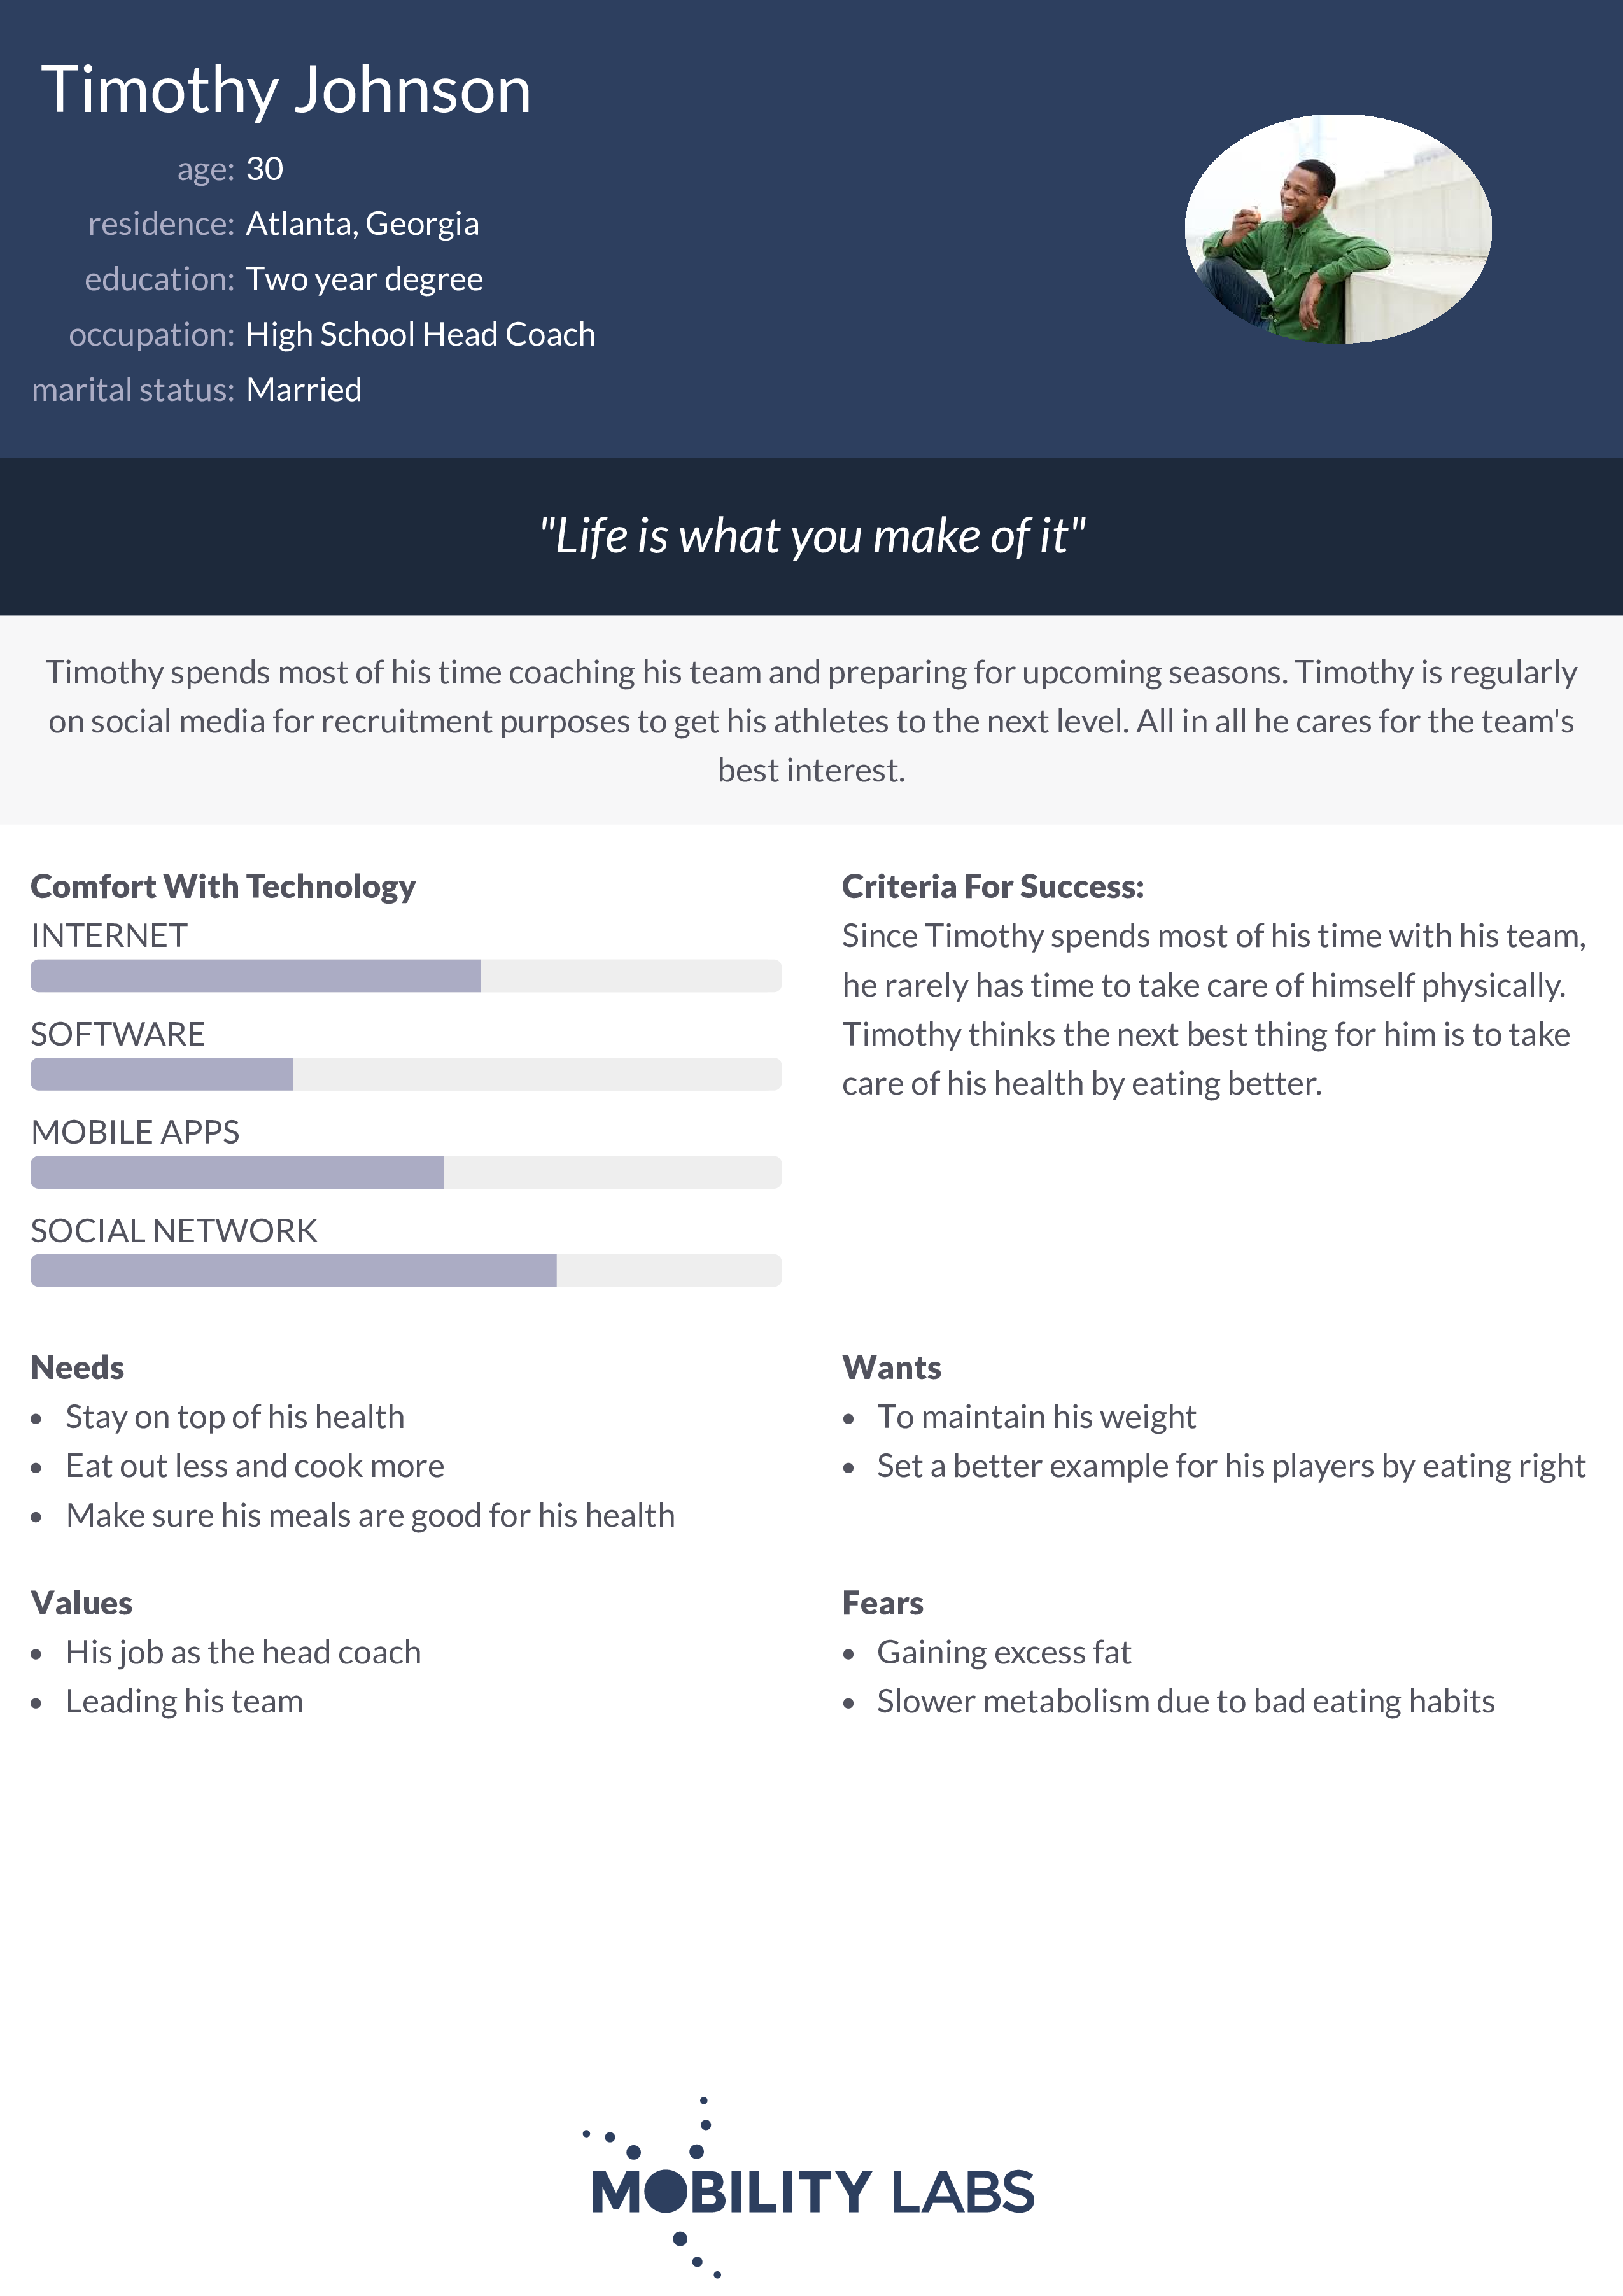 Timothy Johnson
age: 30
residence: Atlanta, Georgia
education: Two year degree
occupation: High School Head Coach
marital status: Married
"Life is what you make of it"
Timothy spends most of his time coaching his team and preparing for upcoming seasons. Timothy is regularly
on social media for recruitment purposes to get his athletes to the next level. All in all he cares for the team's
best interest.
Comfort With Technology
INTERNET
SOFTWARE
MOBILE APPS
SOCIAL NETWORK
Criteria For Success:
Since Timothy spends most of his time with his team,
he rarely has time to take care of himself physically.
Timothy thinks the next best thing for him is to take
care of his health by eating better.
Needs
• Stay on top of his health
• Eat out less and cook more
• Make sure his meals are good for his health
Wants
• To maintain his weight
• Set a better example for his players by eating right
Values
• His job as the head coach
• Leading his team
Fears
• Gaining excess fat
• Slower metabolism due to bad eating habits
MOBILITY LABS